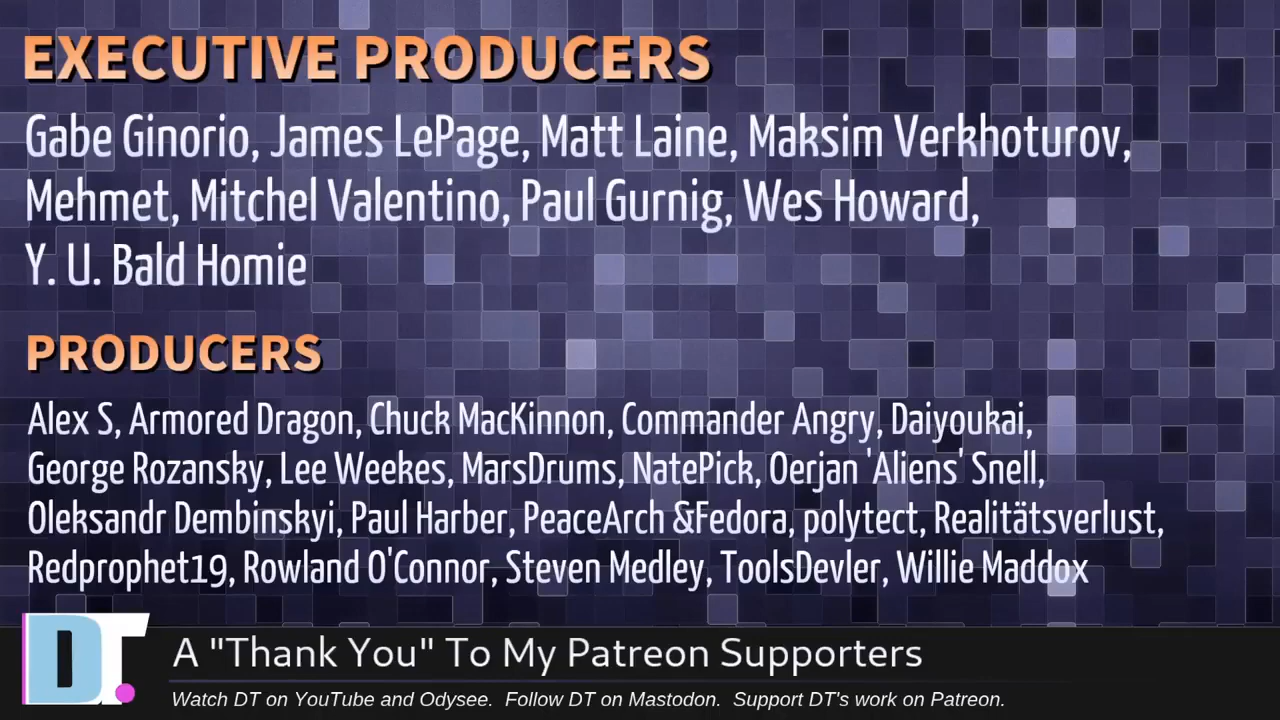 EXECUTIVE PRODUCERS
Gabe Ginorio, James LePage, Matt Laine, Maksim Verkhoturov,
Mehmet, Mitchel Valentino, Paul Gurnig, Wes Howard,
Y. U. Bald Homie
PRODUCERS
Alex S, Armored Dragon, Chuck MacKinnon, Commander Angry, Daiyoukai,
George Rozansky, Lee Weekes, MarsDrums, NatePick, Oerjan 'Aliens' Snell,
Oleksandr Dembinskyi, Paul Harber, PeaceArch &Fedora, polytect, Realitätsverlust,
Redprophet19, Rowland O'Connor, Steven Medley, ToolsDevler, Willie Maddox
DT.
A "Thank You" To My Patreon Supporters
Watch DT on YouTube and Odysee. Follow DT on Mastodon. Support DT's work on Patreon.